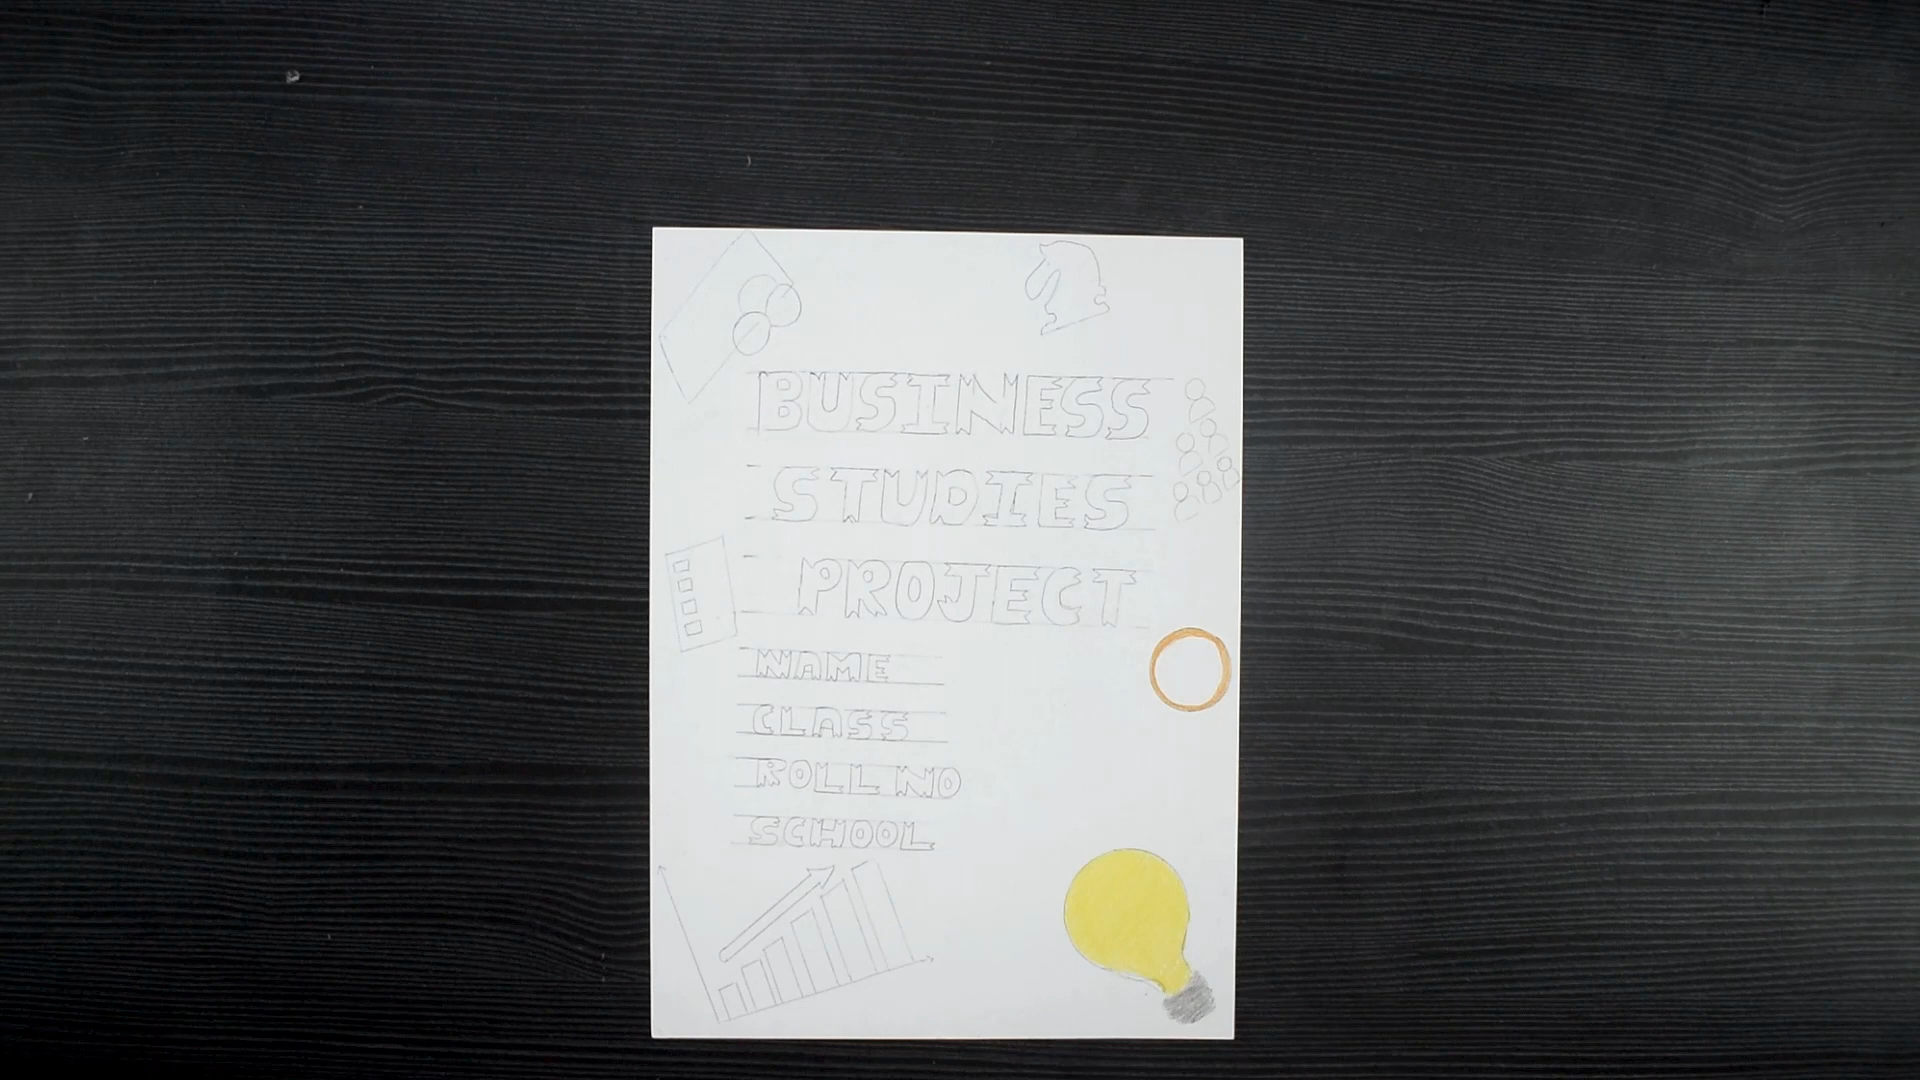 BUSINESS
STUDIES
PROJECT
NAME
CLASS
ROLL NO
SCHOOL